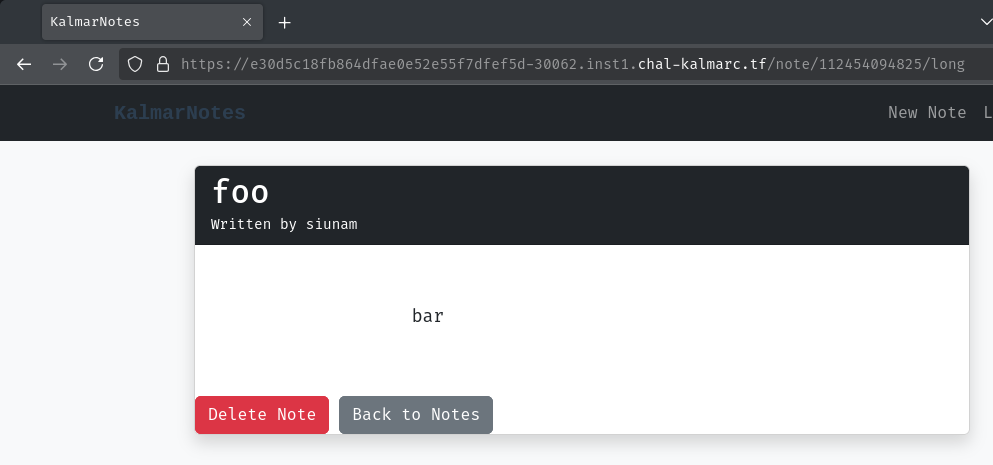 KalmarNotes
https://e30d5c18fb864dfae0e52e55f7dfef5d-30062.inst1.chal-kalmarc.tf/note/112454094825/long
KalmarNotes New Note L
foo
Written by siunam
bar
Delete Note Back to Notes